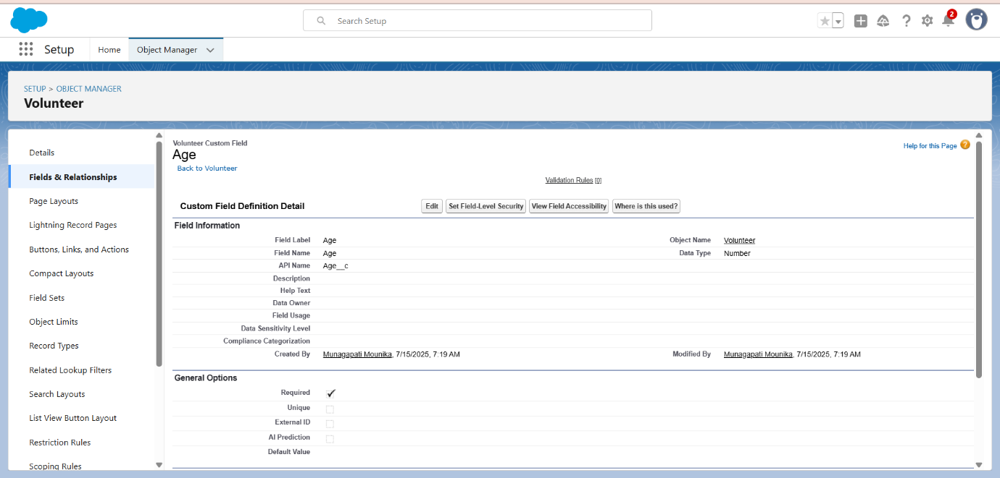 Search Setup
2
Setup
Home
Object Manager
SETUP > OBJECT MANAGER
Volunteer
Details
Fields & Relationships
Page Layouts
Lightning Record Pages
Buttons, Links, and Actions
Compact Layouts
Field Sets
Object Limits
Record Types
Related Lookup Filters
Search Layouts
List View Button Layout
Restriction Rules
Scoping Rules
Volunteer Custom Field
Age
Back to Volunteer
Help for this Page ?
Validation Rules [0]
Custom Field Definition Detail
Edit
Set Field-Level Security
View Field Accessibility
Where is this used?
Field Information
Field Label Age Object Name Volunteer
Field Name Age Data Type Number
API Name Age__c
Description
Help Text
Data Owner
Field Usage
Data Sensitivity Level
Compliance Categorization
Created By Munagapati Mounika, 7/15/2025, 7:19 AM Modified By Munagapati Mounika, 7/15/2025, 7:19 AM
General Options
Required
Unique
External ID
AI Prediction
Default Value